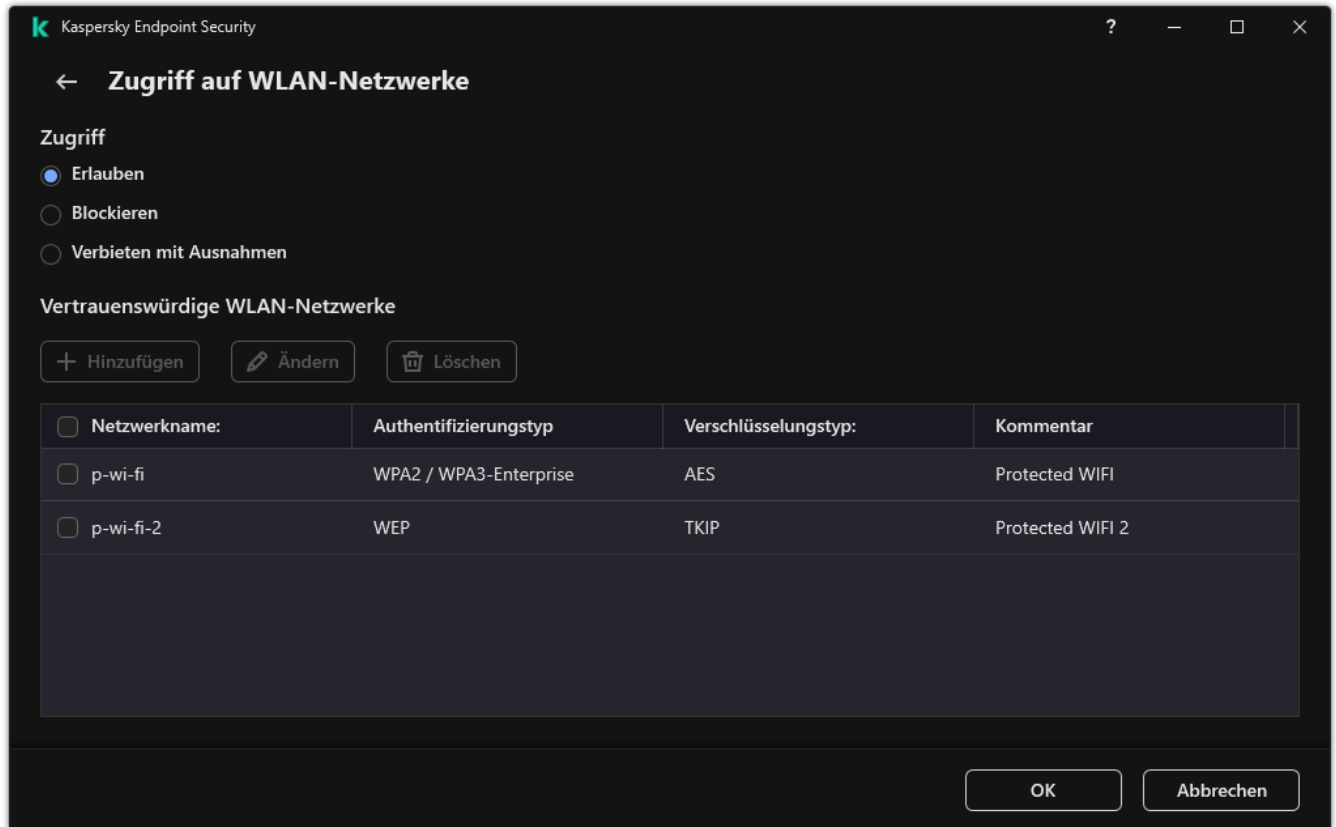 Kaspersky Endpoint Security ?
Zugriff auf WLAN-Netzwerke
Zugriff
Erlauben
Blockieren
Verbieten mit Ausnahmen
Vertrauenswürdige WLAN-Netzwerke
Hinzufügen Ändern Löschen
Netzwerkname: Authentifizierungstyp Verschlüsselungstyp: Kommentar
p-wi-fi WPA2 / WPA3-Enterprise AES Protected WIFI
p-wi-fi-2 WEP TKIP Protected WIFI 2
OK Abbrechen